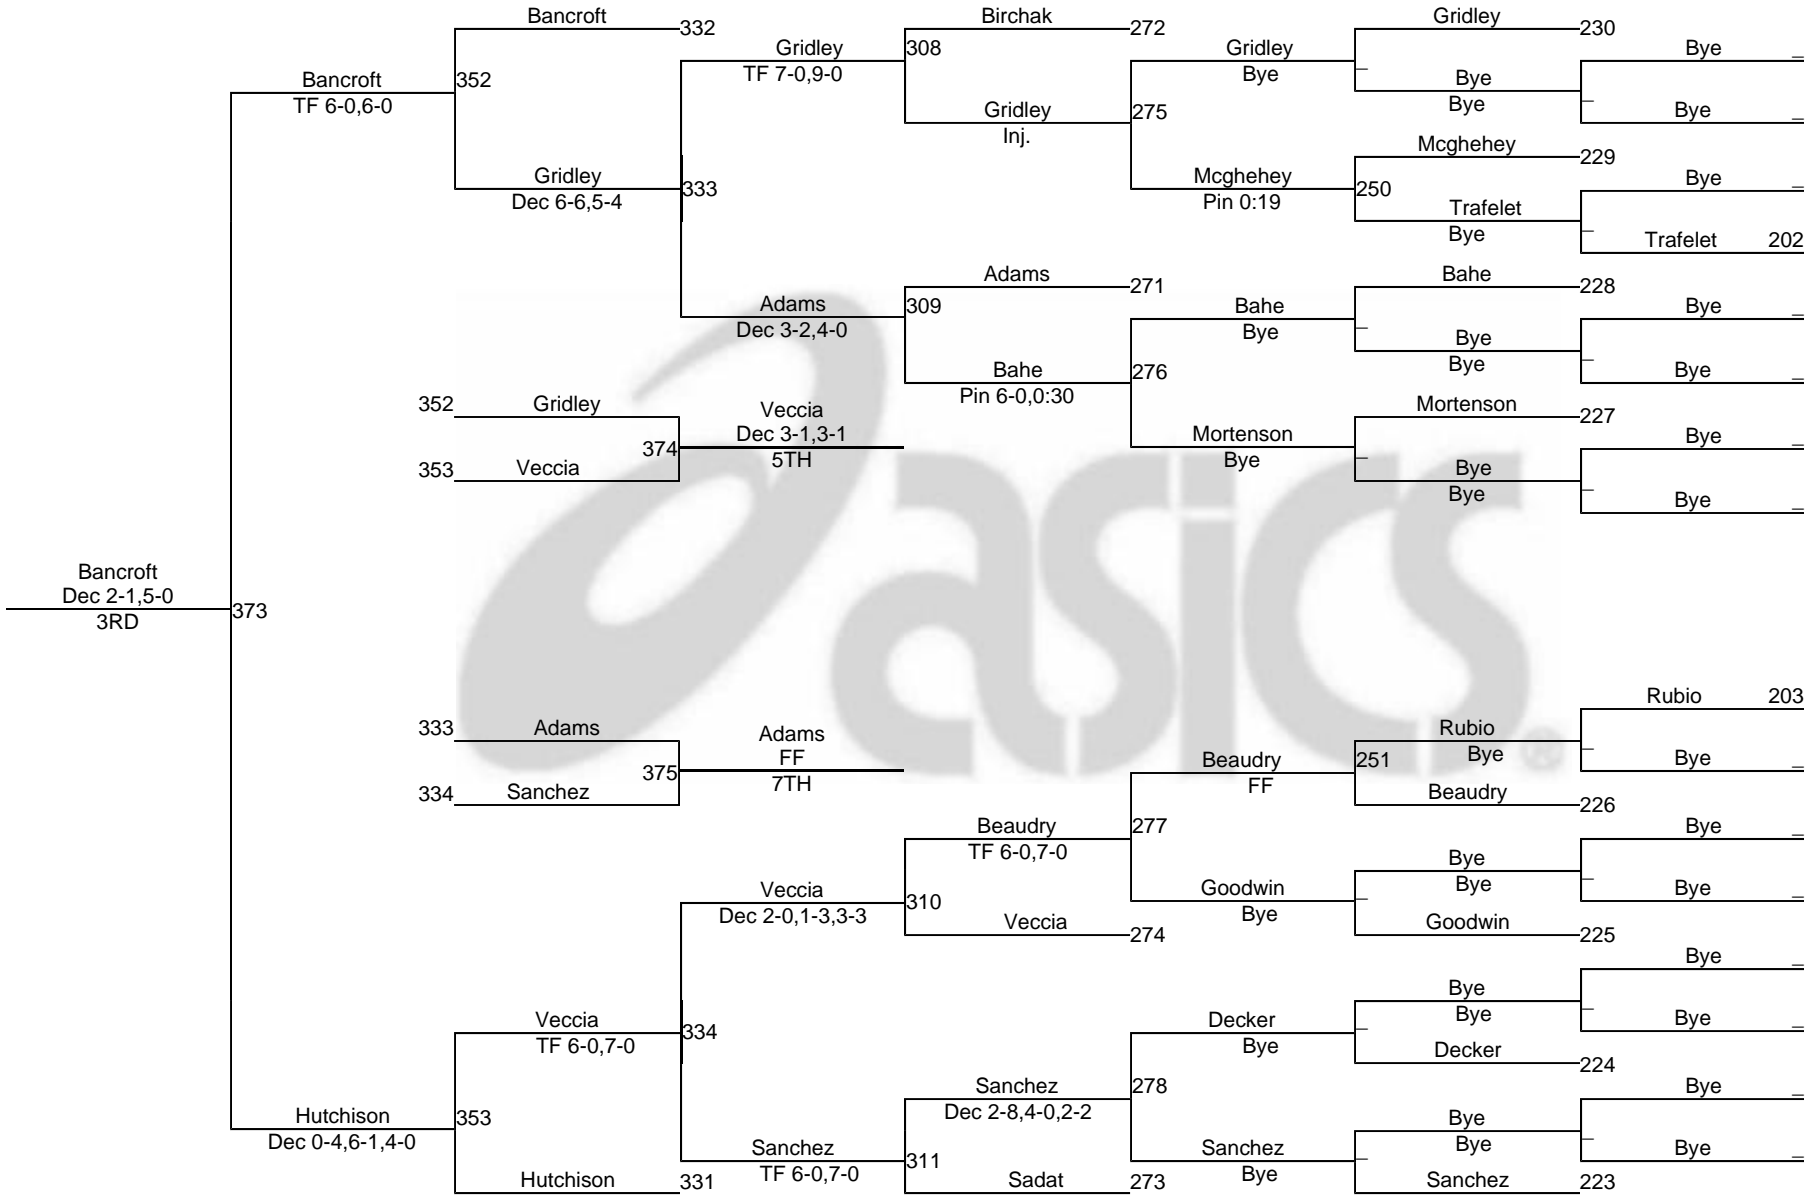 Bancroft
332
Birchak
272
Gridley
230
Gridley
308
Gridley
Bye
_
TF 7-0,9-0
Bye
_
Bancroft
352
Bye
TF 6-0,6-0
Bye
_
Gridley
275
Bye
_
Inj.
Mcghehey
229
Gridley
333
Mcghehey
250
Bye
_
Dec 6-6,5-4
Pin 0:19
Trafelet
Bye
_
Trafelet 202
Adams
271
Bahe
228
Adams
309
Bahe
Bye
_
Dec 3-2,4-0
Bye
_
Bye
Bye
_
Bahe
276
Bye
_
Pin 6-0,0:30
352
Gridley
Veccia
Mortenson
227
Dec 3-1,3-1
Mortenson
Bye
_
374
5TH
Bye
_
353
Veccia
Bye
Bye
_
Bye
_
asics
®
Bancroft
Dec 2-1,5-0
373
3RD
Rubio 203
333
Adams
Adams
Rubio
FF
Beaudry
251
Bye
_
375
7TH
FF
Bye
_
334
Sanchez
Beaudry
226
Beaudry
277
Bye
_
TF 6-0,7-0
Bye
Veccia
310
Goodwin
Bye
_
Dec 2-0,1-3,3-3
Bye
_
Bye
_
Veccia
274
Goodwin
225
Bye
_
Bye
Veccia
334
Decker
Bye
_
TF 6-0,7-0
Bye
_
Bye
_
Decker
224
Sanchez
278
Bye
_
Hutchison
353
Dec 2-8,4-0,2-2
Bye
Dec 0-4,6-1,4-0
Sanchez
311
Sanchez
Bye
_
TF 6-0,7-0
Bye
_
Bye
_
Hutchison
331
Sadat
273
Sanchez
223